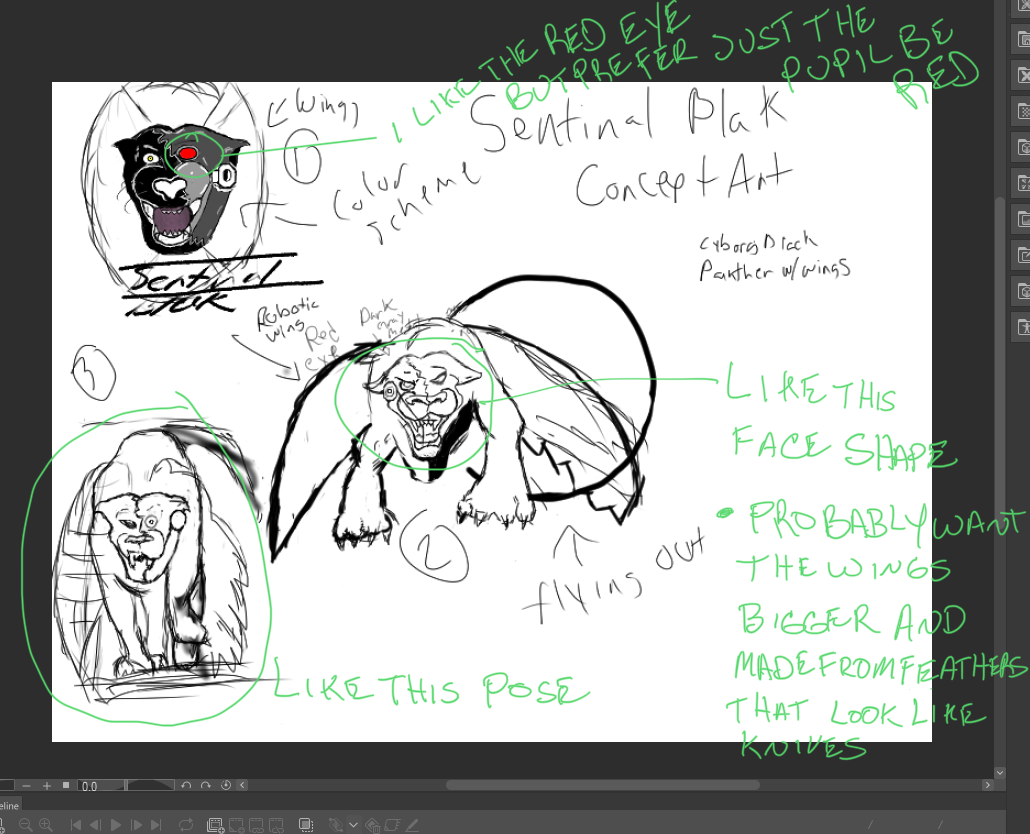 I LIKE THE RED EYE
BUT PREFER JUST THE
PUPIL BE
RED
(wings)
1
Color
scheme
Sentinal Blak
Concept Art
Cyborg Black
Panther w/ wings
Sentinal
Blak
Robotic
wings
Red
eye
Dark
gray
metal
3
LIKE THIS
FACE SHAPE
2
flying out
• PROBABLY WANT
THE WINGS
BIGGER AND
MADE FROM FEATHERS
THAT LOOK LIKE
KNIVES
LIKE THIS POSE
0.0
eline